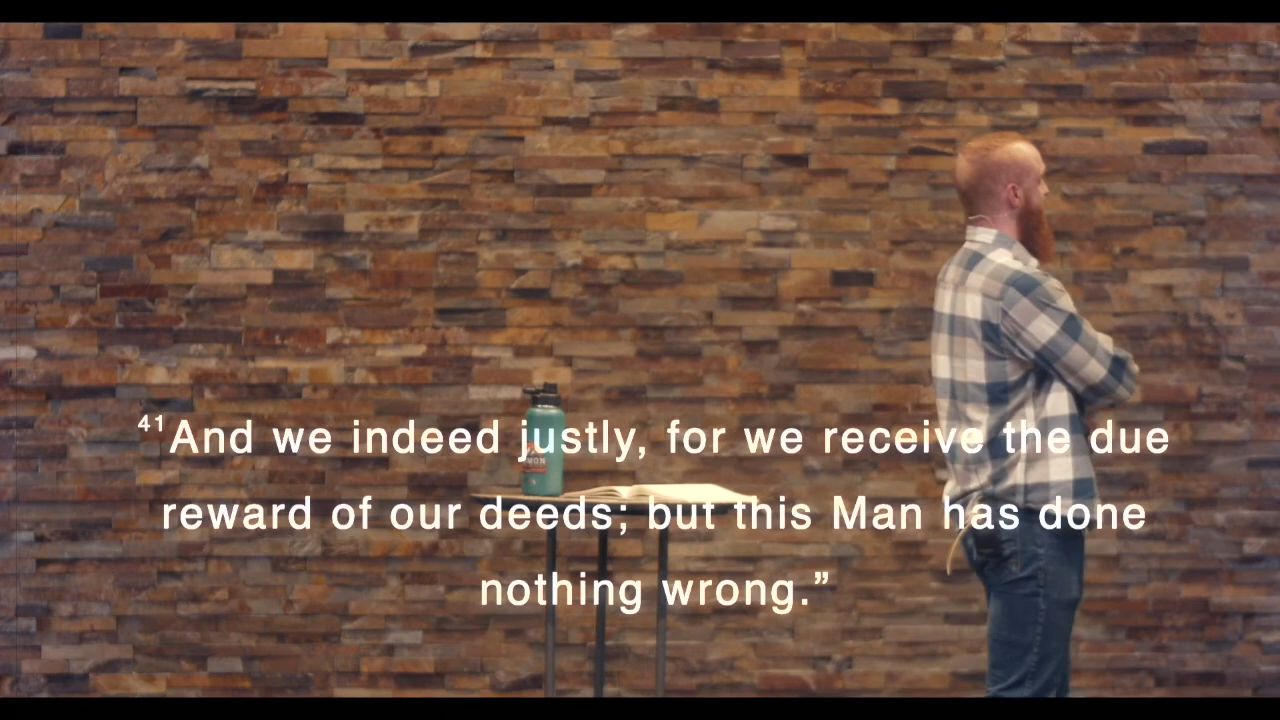 ⁴¹And we indeed justly, for we receive the due
reward of our deeds; but this Man has done
nothing wrong.”